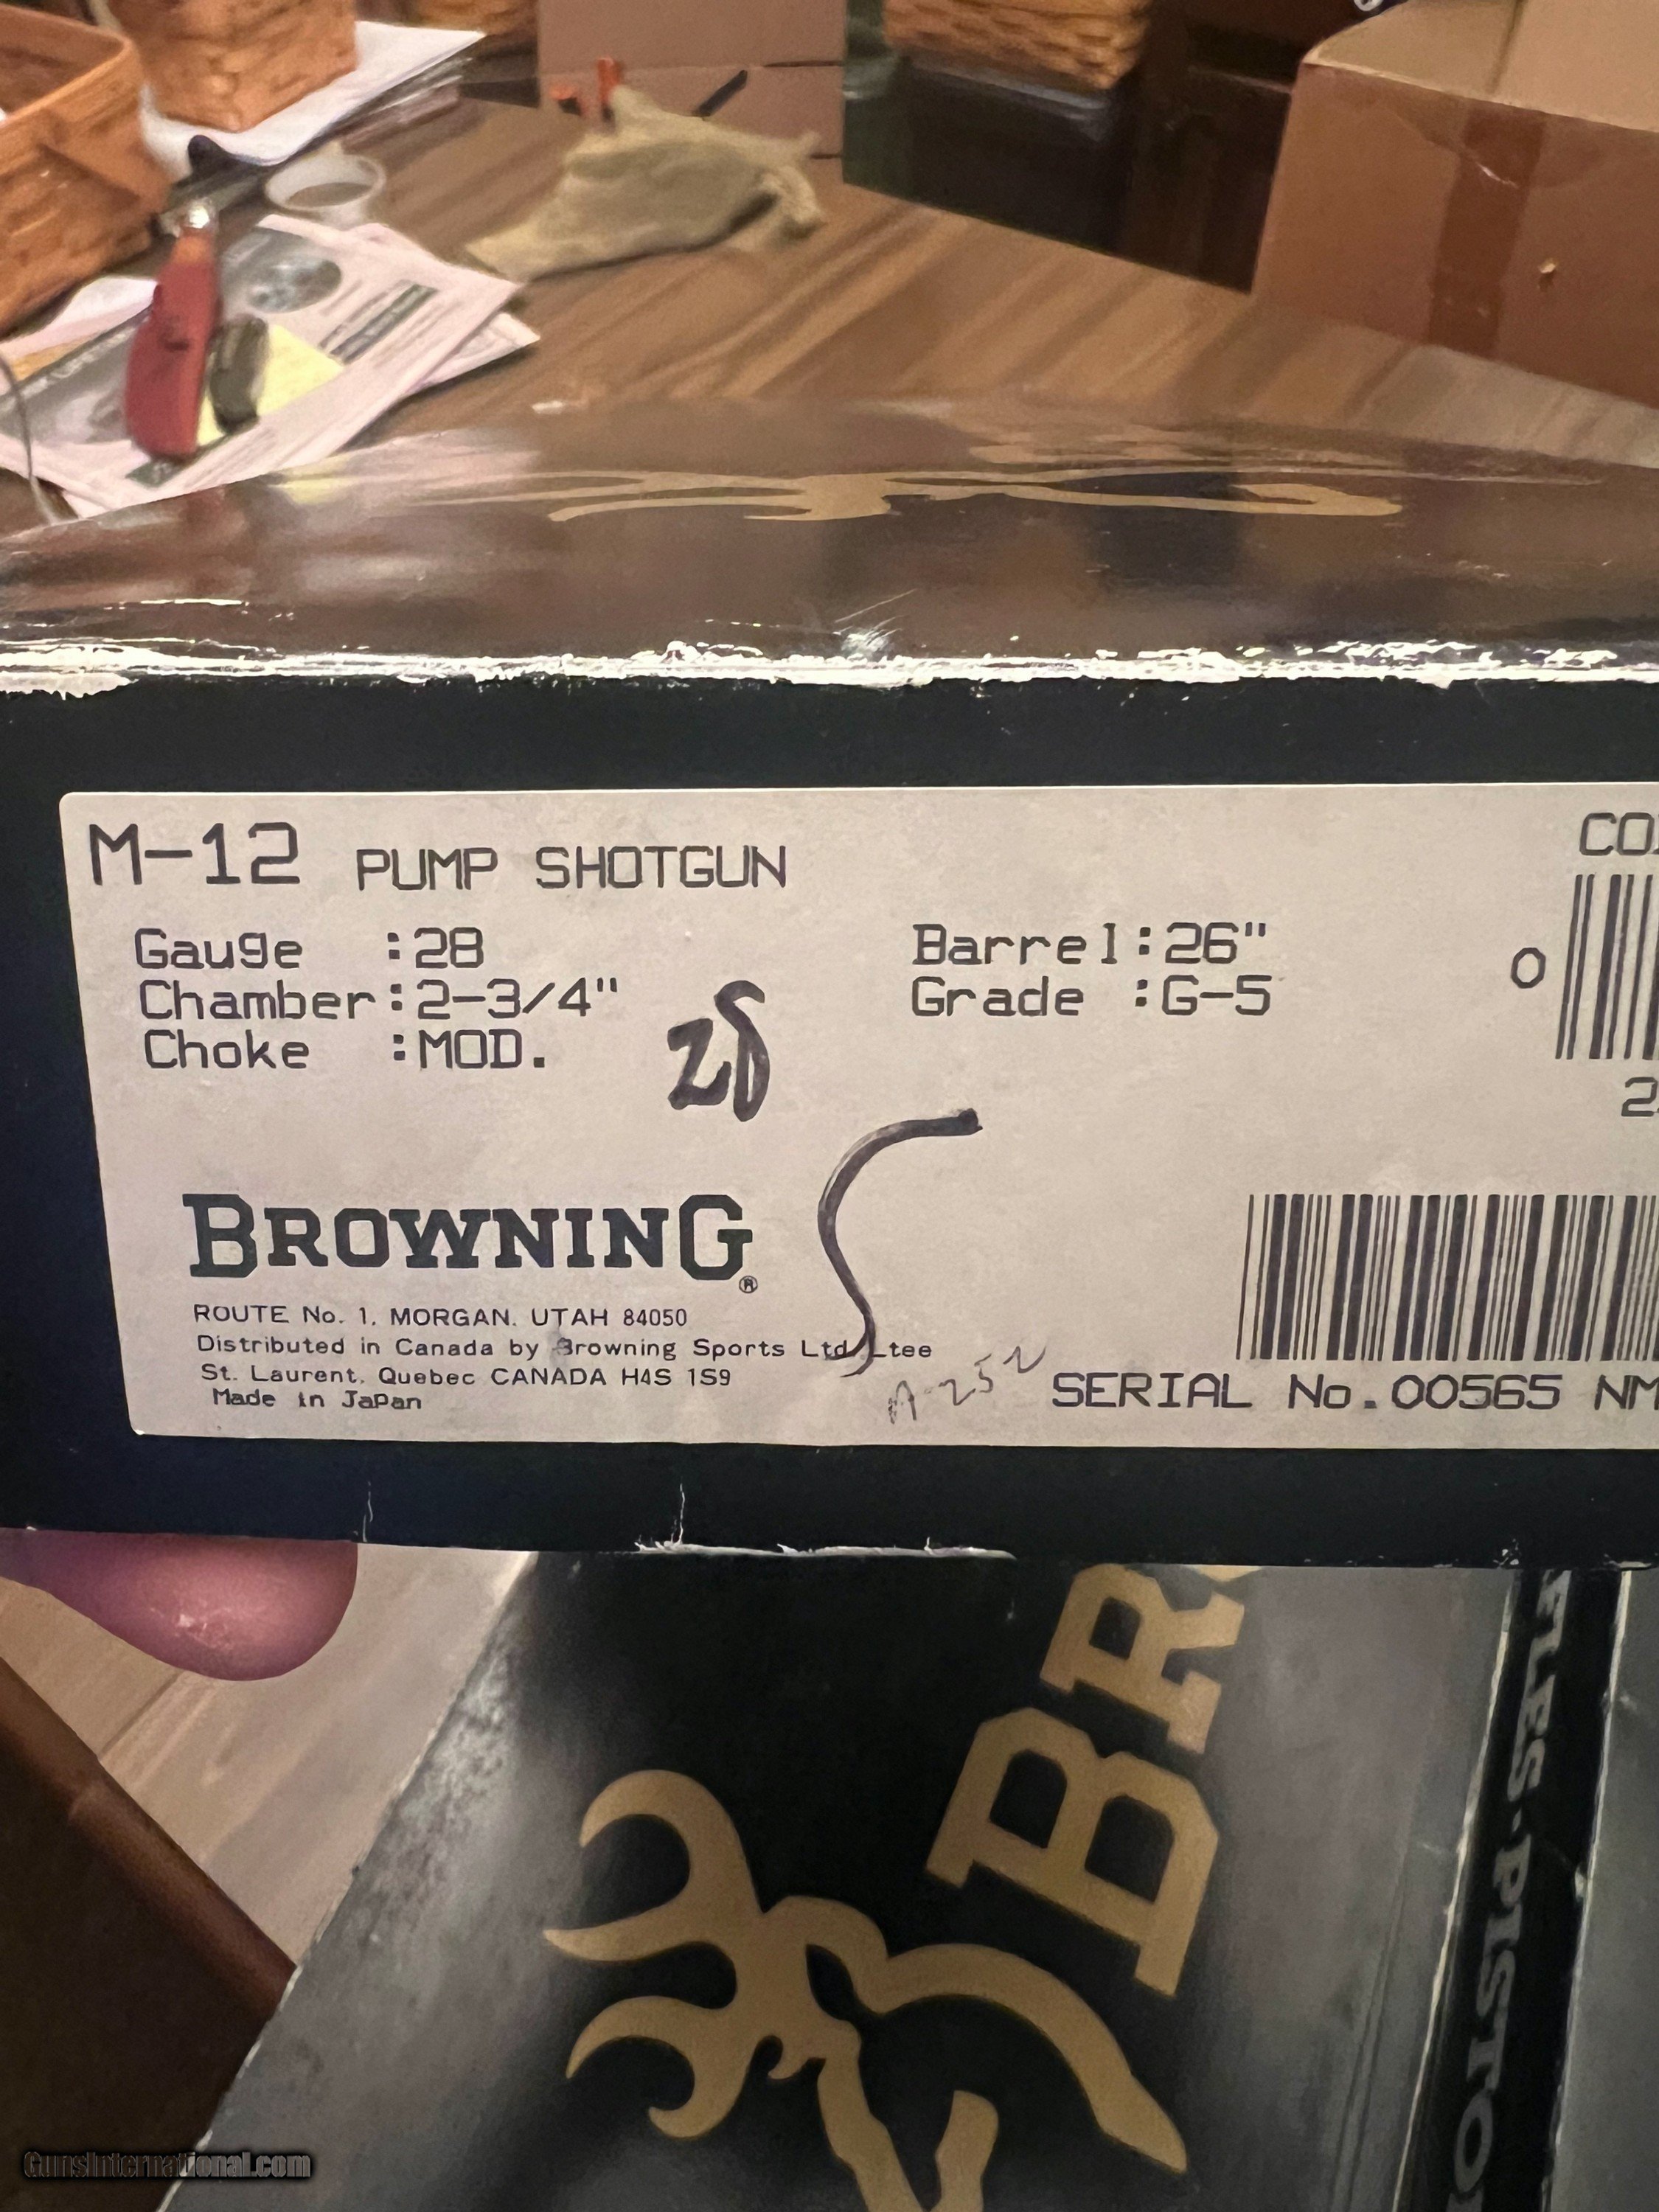 M-12 PUMP SHOTGUN
Gauge :28
Chamber:2-3/4"
Choke :MOD.
Barrel:26"
Grade :G-5
0
28
BROWNING®
ROUTE No. 1, MORGAN, UTAH 84050
Distributed in Canada by Browning Sports Ltd/Ltee
St. Laurent, Quebec CANADA H4S 1S9
Made in Japan
A-252
SERIAL No.00565 NM
BR
GunsInternational.com